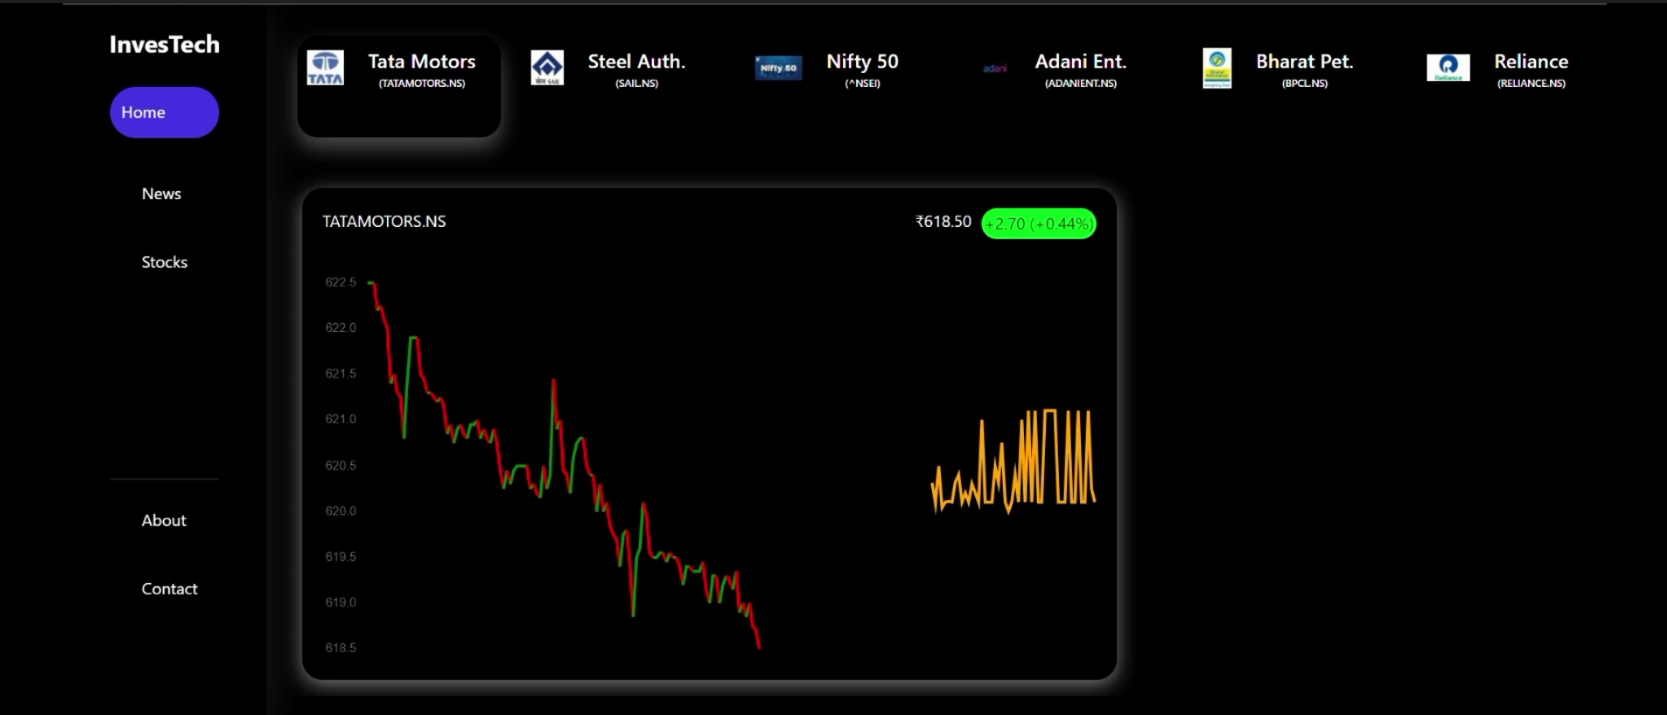 InvesTech
Home
News
Stocks
About
Contact
TATA
Tata Motors
(TATAMOTORS.NS)
सेल SAIL
Steel Auth.
(SAIL.NS)
Nifty 50
Nifty 50
(^NSEI)
adani
Adani Ent.
(ADANIENT.NS)
Bharat Pet.
(BPCL.NS)
Reliance
Reliance
(RELIANCE.NS)
TATAMOTORS.NS
₹618.50
+2.70 (+0.44%)
622.5
622.0
621.5
621.0
620.5
620.0
619.5
619.0
618.5